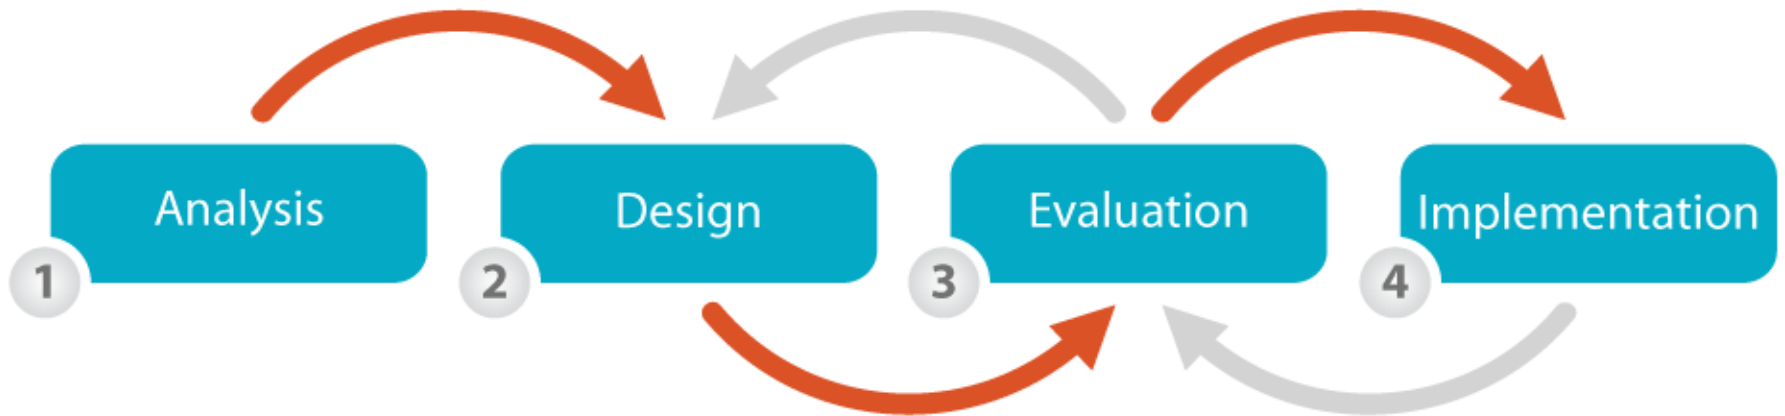 Analysis
1
Design
2
Evaluation
3
Implementation
4